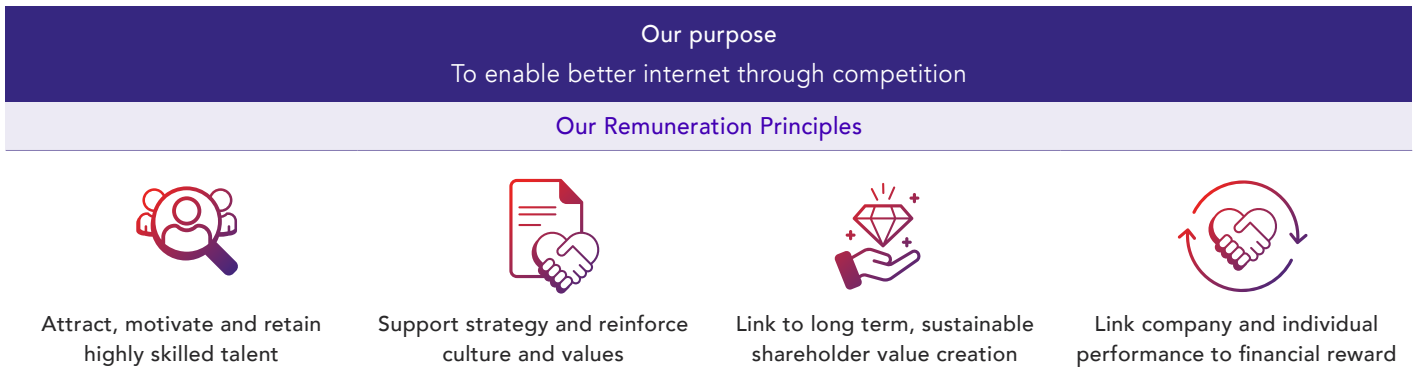 Our purpose
To enable better internet through competition
Our Remuneration Principles
Attract, motivate and retain
highly skilled talent
Support strategy and reinforce
culture and values
Link to long term, sustainable
shareholder value creation
Link company and individual
performance to financial reward